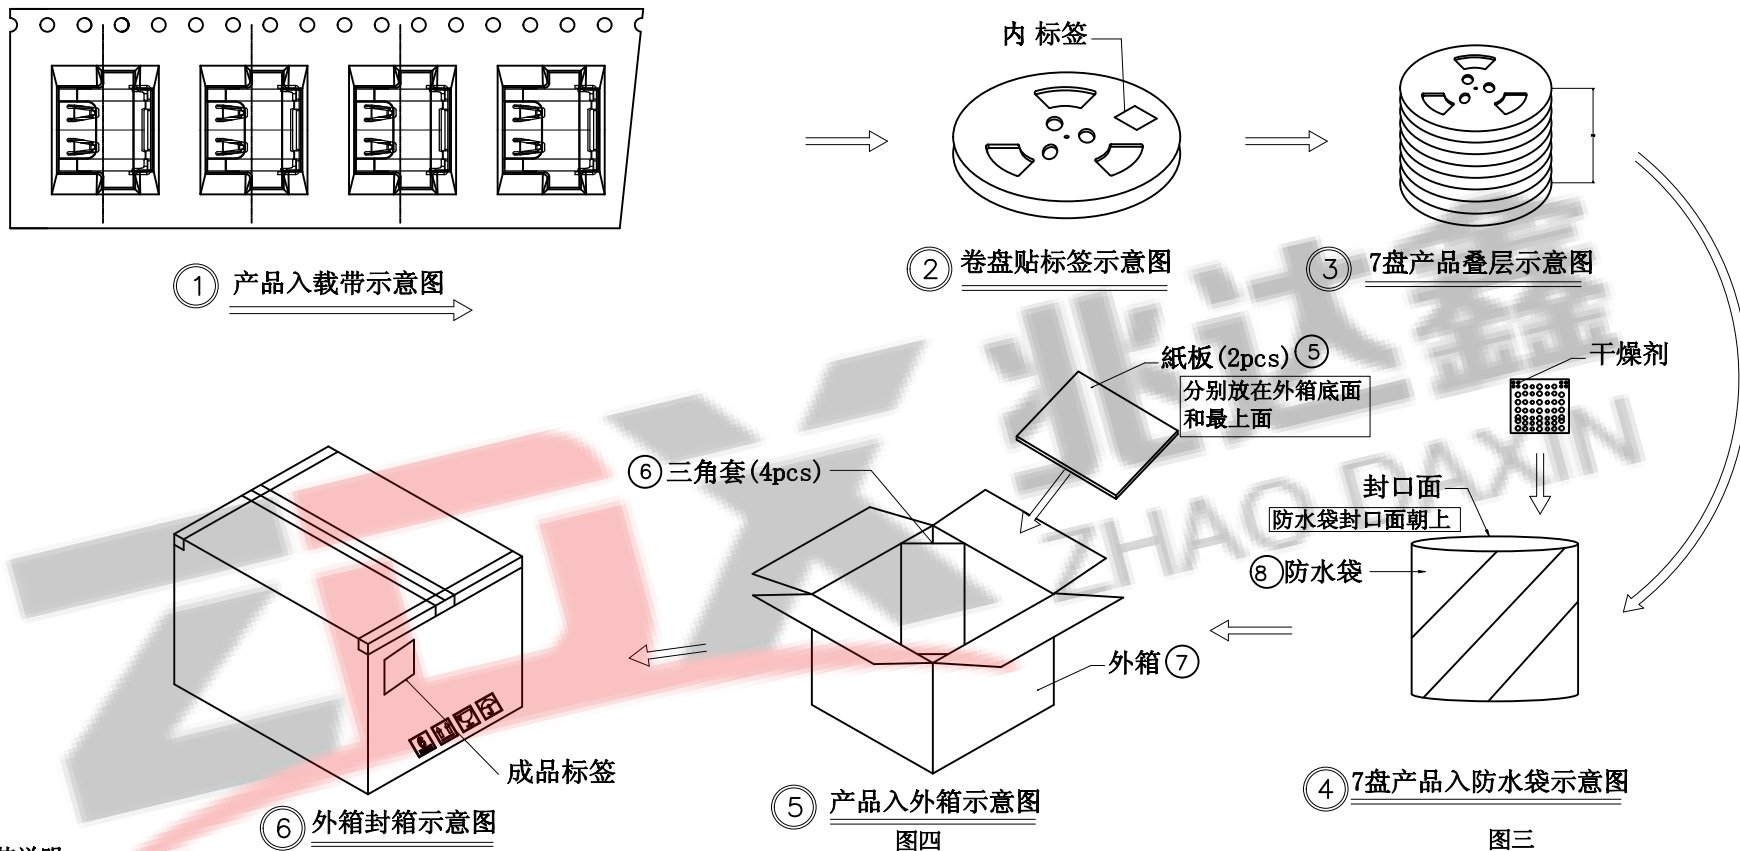 内 标签
① 产品入载带示意图
② 卷盘贴标签示意图
③ 7盘产品叠层示意图
紙板(2pcs) ⑤
分别放在外箱底面
和最上面
干燥剂
⑥ 三角套(4pcs)
封口面
防水袋封口面朝上
⑧ 防水袋
外箱 ⑦
成品标签
④ 7盘产品入防水袋示意图
图三
⑤ 产品入外箱示意图
图四
⑥ 外箱封箱示意图
ZDX 兆达鑫
ZHAO DAXIN